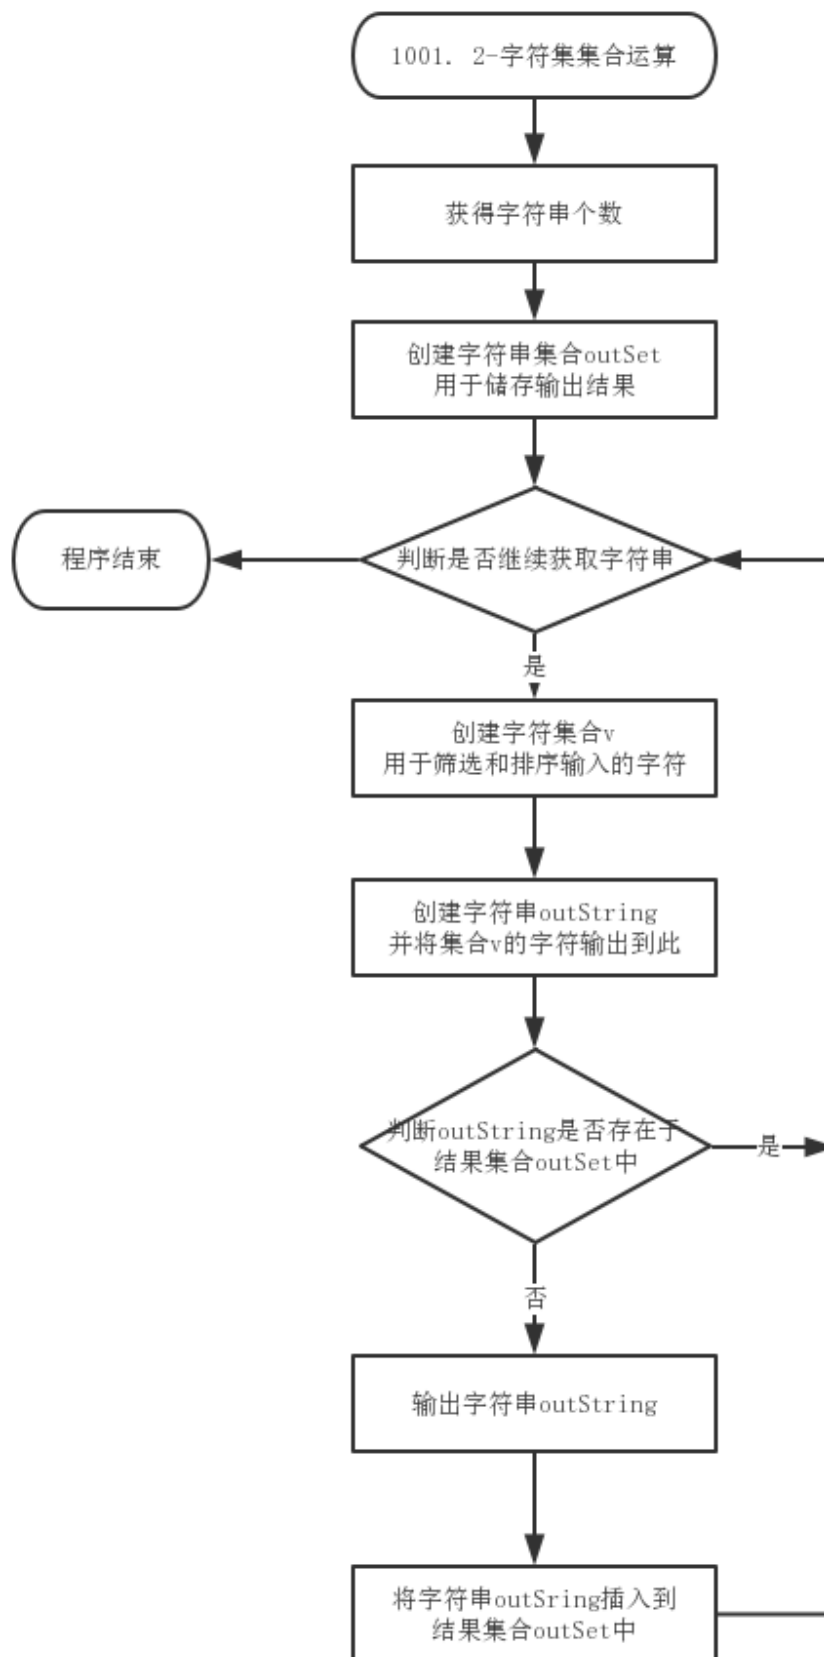 1001. 2-字符集集合运算
获得字符串个数
创建字符串集合outSet
用于储存输出结果
程序结束
判断是否继续获取字符串
是
创建字符集合v
用于筛选和排序输入的字符
创建字符串outString
并将集合v的字符输出到此
判断outString是否存在于
结果集合outSet中
是
否
输出字符串outString
将字符串outSring插入到
结果集合outSet中